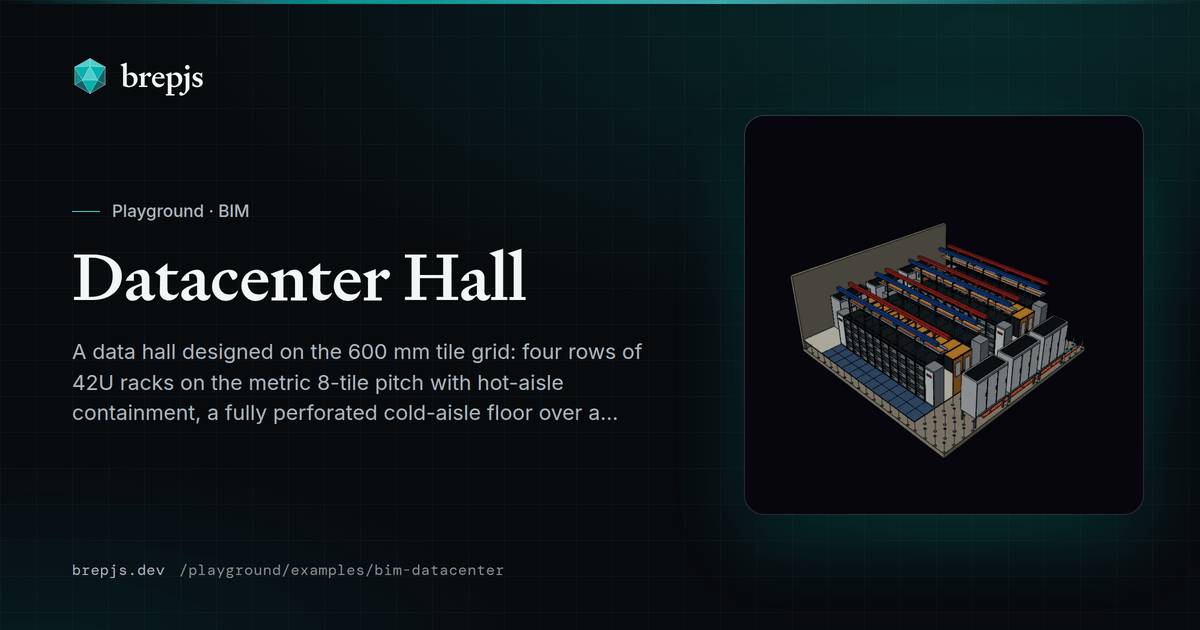 brepjs
Playground · BIM
Datacenter Hall
A data hall designed on the 600 mm tile grid: four rows of
42U racks on the metric 8-tile pitch with hot-aisle
containment, a fully perforated cold-aisle floor over a...
brepjs.dev /playground/examples/bim-datacenter